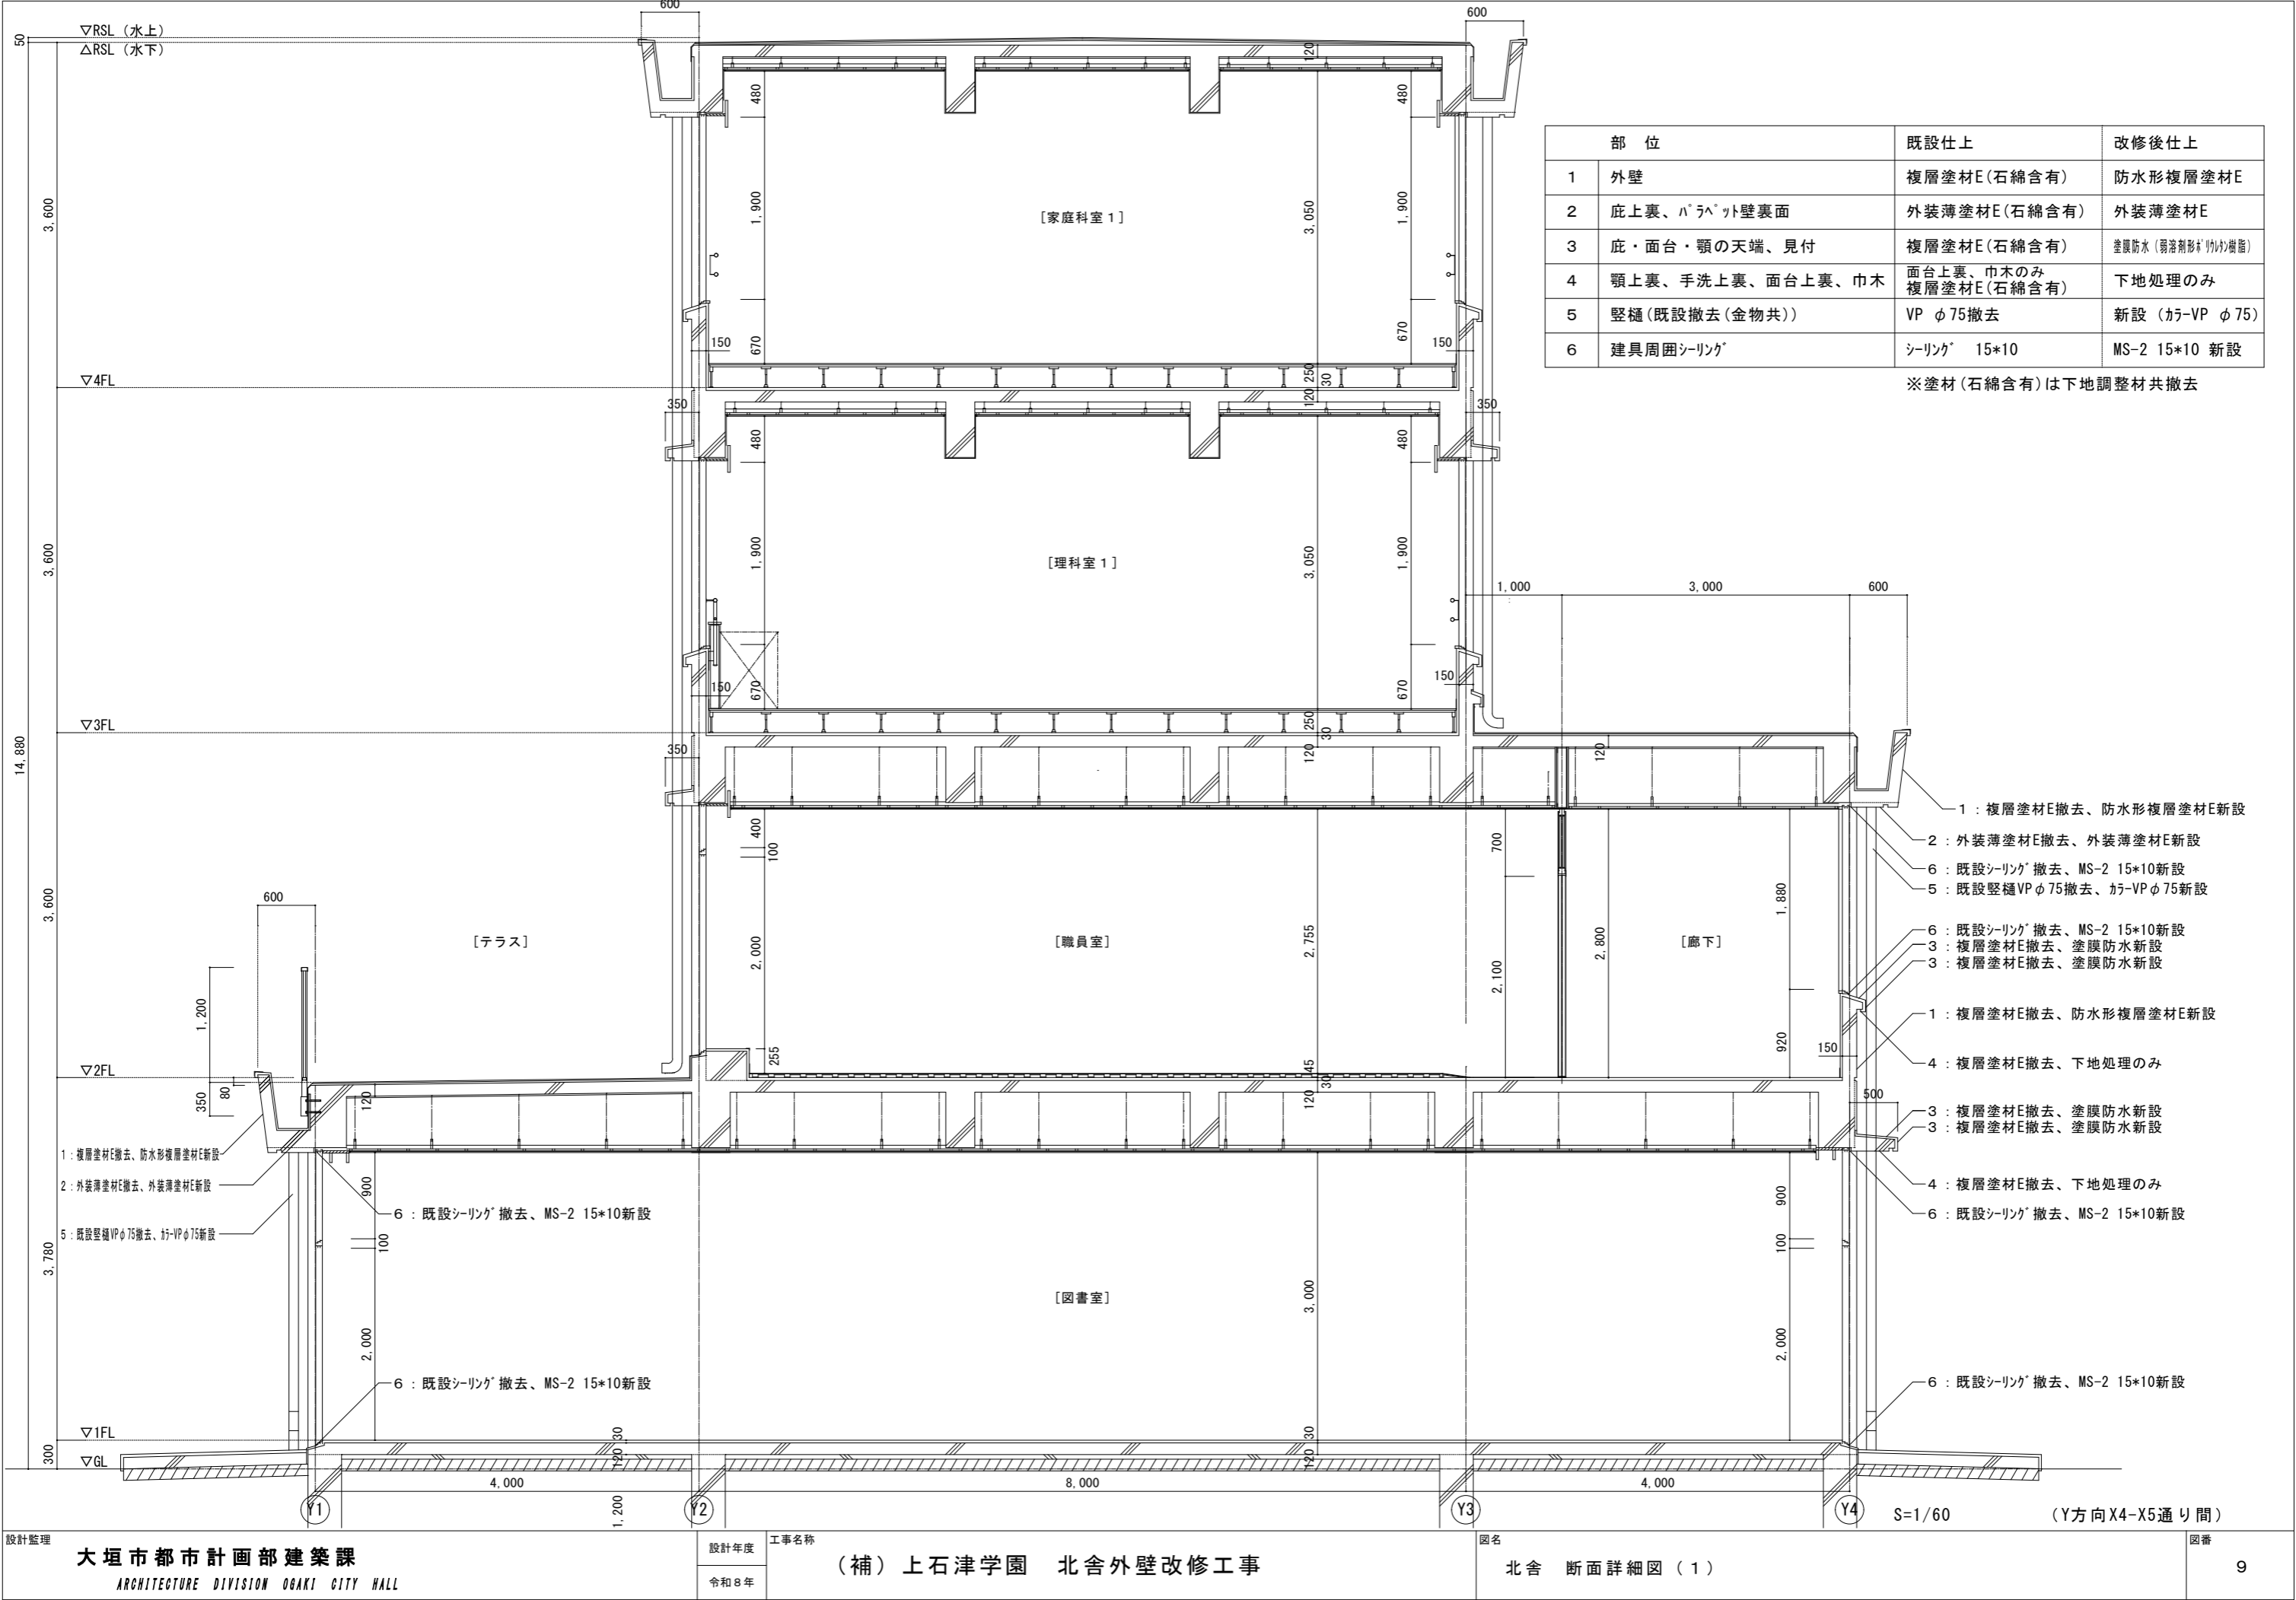 600
600
▽RSL（水上）
△RSL（水下）
50
120
480
480
3,600
1,900
[家庭科室１]
3,050
1,900
670
150
670
150
▽4FL
250
30
120
350
350
480
480
3,600
1,900
[理科室１]
3,050
1,900
1,000
3,000
600
670
150
670
150
▽3FL
250
30
120
350
120
14,880
部　位
既設仕上
改修後仕上
1
外壁
複層塗材E(石綿含有)
防水形複層塗材E
2
庇上裏、ﾊﾟﾗﾍﾟｯﾄ壁裏面
外装薄塗材E(石綿含有)
外装薄塗材E
3
庇・面台・顎の天端、見付
複層塗材E(石綿含有)
塗膜防水（弱溶剤形ﾎﾟﾘｳﾚﾀﾝ樹脂）
4
顎上裏、手洗上裏、面台上裏、巾木
面台上裏、巾木のみ
複層塗材E(石綿含有)
下地処理のみ
5
竪樋(既設撤去(金物共))
VP φ75撤去
新設（ｶﾗｰVP φ75）
6
建具周囲ｼｰﾘﾝｸﾞ
ｼｰﾘﾝｸﾞ 15*10
MS-2 15*10 新設
※塗材(石綿含有)は下地調整材共撤去
1：複層塗材E撤去、防水形複層塗材E新設
2：外装薄塗材E撤去、外装薄塗材E新設
6：既設ｼｰﾘﾝｸﾞ撤去、MS-2 15*10新設
5：既設竪樋VPφ75撤去、ｶﾗｰVPφ75新設
400
100
700
1,880
3,600
600
[テラス]
2,000
[職員室]
2,755
2,100
2,800
[廊下]
6：既設ｼｰﾘﾝｸﾞ撤去、MS-2 15*10新設
3：複層塗材E撤去、塗膜防水新設
3：複層塗材E撤去、塗膜防水新設
1,200
1：複層塗材E撤去、防水形複層塗材E新設
255
920
150
4：複層塗材E撤去、下地処理のみ
▽2FL
350
80
120
45
30
120
500
3：複層塗材E撤去、塗膜防水新設
3：複層塗材E撤去、塗膜防水新設
1：複層塗材E撤去、防水形複層塗材E新設
2：外装薄塗材E撤去、外装薄塗材E新設
5：既設竪樋VPφ75撤去、ｶﾗｰVPφ75新設
900
900
4：複層塗材E撤去、下地処理のみ
6：既設ｼｰﾘﾝｸﾞ撤去、MS-2 15*10新設
6：既設ｼｰﾘﾝｸﾞ撤去、MS-2 15*10新設
100
100
3,780
2,000
[図書室]
3,000
2,000
6：既設ｼｰﾘﾝｸﾞ撤去、MS-2 15*10新設
6：既設ｼｰﾘﾝｸﾞ撤去、MS-2 15*10新設
▽1FL
30
30
300
▽GL
120
120
4,000
8,000
4,000
1,200
Y1
Y2
Y3
Y4
S=1/60
（Y方向X4-X5通り間）
設計監理
大垣市都市計画部建築課
ARCHITECTURE DIVISION OGAKI CITY HALL
設計年度
令和８年
工事名称
（補）上石津学園　北舎外壁改修工事
図名
北舎　断面詳細図（１）
図番
9